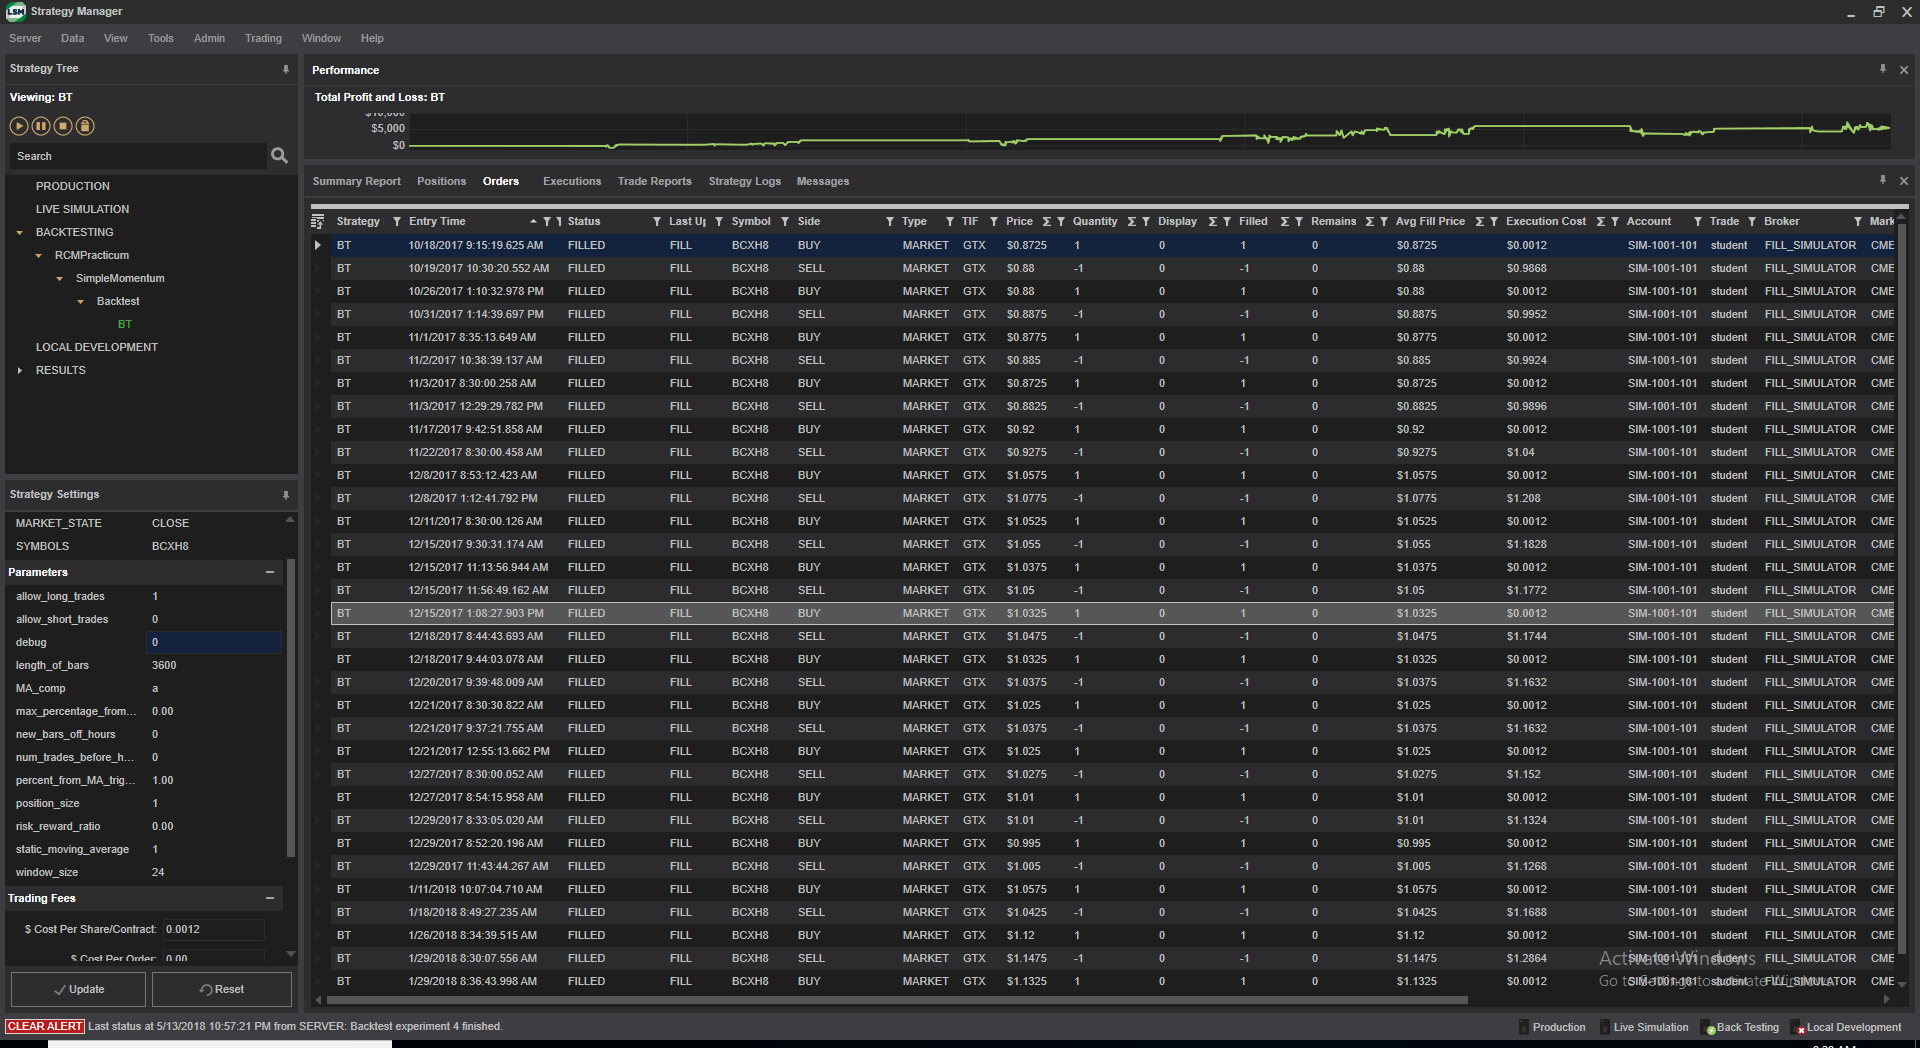 LSM Strategy Manager
Server Data View Tools Admin Trading Window Help
Strategy Tree
Viewing: BT
Search
PRODUCTION
LIVE SIMULATION
BACKTESTING
RCMPracticum
SimpleMomentum
Backtest
BT
LOCAL DEVELOPMENT
RESULTS
Strategy Settings
MARKET_STATE CLOSE
SYMBOLS BCXH8
Parameters
allow_long_trades 1
allow_short_trades 0
debug 0
length_of_bars 3600
MA_comp a
max_percentage_from... 0.00
new_bars_off_hours 0
num_trades_before_h... 0
percent_from_MA_trig... 1.00
position_size 1
risk_reward_ratio 0.00
static_moving_average 1
window_size 24
Trading Fees
$ Cost Per Share/Contract: 0.0012
$ Cost Per Order: 0.00
Update Reset
Performance
Total Profit and Loss: BT
$10,000
$5,000
$0
Summary Report Positions Orders Executions Trade Reports Strategy Logs Messages
Strategy Entry Time Status Last Up Symbol Side Type TIF Price Σ Quantity Σ Display Σ Filled Σ Remains Σ Avg Fill Price Σ Execution Cost Σ Account Trade Broker Mark
BT 10/18/2017 9:15:19.625 AM FILLED FILL BCXH8 BUY MARKET GTX $0.8725 1 0 1 0 $0.8725 $0.0012 SIM-1001-101 student FILL_SIMULATOR CME
BT 10/19/2017 10:30:20.552 AM FILLED FILL BCXH8 SELL MARKET GTX $0.88 -1 0 -1 0 $0.88 $0.9868 SIM-1001-101 student FILL_SIMULATOR CME
BT 10/26/2017 1:10:32.978 PM FILLED FILL BCXH8 BUY MARKET GTX $0.88 1 0 1 0 $0.88 $0.0012 SIM-1001-101 student FILL_SIMULATOR CME
BT 10/31/2017 1:14:39.697 PM FILLED FILL BCXH8 SELL MARKET GTX $0.8875 -1 0 -1 0 $0.8875 $0.9952 SIM-1001-101 student FILL_SIMULATOR CME
BT 11/1/2017 8:35:13.649 AM FILLED FILL BCXH8 BUY MARKET GTX $0.8775 1 0 1 0 $0.8775 $0.0012 SIM-1001-101 student FILL_SIMULATOR CME
BT 11/2/2017 10:38:39.137 AM FILLED FILL BCXH8 SELL MARKET GTX $0.885 -1 0 -1 0 $0.885 $0.9924 SIM-1001-101 student FILL_SIMULATOR CME
BT 11/3/2017 8:30:00.258 AM FILLED FILL BCXH8 BUY MARKET GTX $0.8725 1 0 1 0 $0.8725 $0.0012 SIM-1001-101 student FILL_SIMULATOR CME
BT 11/3/2017 12:29:29.782 PM FILLED FILL BCXH8 SELL MARKET GTX $0.8825 -1 0 -1 0 $0.8825 $0.9896 SIM-1001-101 student FILL_SIMULATOR CME
BT 11/17/2017 9:42:51.858 AM FILLED FILL BCXH8 BUY MARKET GTX $0.92 1 0 1 0 $0.92 $0.0012 SIM-1001-101 student FILL_SIMULATOR CME
BT 11/22/2017 8:30:00.458 AM FILLED FILL BCXH8 SELL MARKET GTX $0.9275 -1 0 -1 0 $0.9275 $1.04 SIM-1001-101 student FILL_SIMULATOR CME
BT 12/8/2017 8:53:12.423 AM FILLED FILL BCXH8 BUY MARKET GTX $1.0575 1 0 1 0 $1.0575 $0.0012 SIM-1001-101 student FILL_SIMULATOR CME
BT 12/8/2017 1:12:41.792 PM FILLED FILL BCXH8 SELL MARKET GTX $1.0775 -1 0 -1 0 $1.0775 $1.208 SIM-1001-101 student FILL_SIMULATOR CME
BT 12/11/2017 8:30:00.126 AM FILLED FILL BCXH8 BUY MARKET GTX $1.0525 1 0 1 0 $1.0525 $0.0012 SIM-1001-101 student FILL_SIMULATOR CME
BT 12/15/2017 9:30:31.174 AM FILLED FILL BCXH8 SELL MARKET GTX $1.055 -1 0 -1 0 $1.055 $1.1828 SIM-1001-101 student FILL_SIMULATOR CME
BT 12/15/2017 11:13:56.944 AM FILLED FILL BCXH8 BUY MARKET GTX $1.0375 1 0 1 0 $1.0375 $0.0012 SIM-1001-101 student FILL_SIMULATOR CME
BT 12/15/2017 11:56:49.162 AM FILLED FILL BCXH8 SELL MARKET GTX $1.05 -1 0 -1 0 $1.05 $1.1772 SIM-1001-101 student FILL_SIMULATOR CME
BT 12/15/2017 1:08:27.903 PM FILLED FILL BCXH8 BUY MARKET GTX $1.0325 1 0 1 0 $1.0325 $0.0012 SIM-1001-101 student FILL_SIMULATOR CME
BT 12/18/2017 8:44:43.693 AM FILLED FILL BCXH8 SELL MARKET GTX $1.0475 -1 0 -1 0 $1.0475 $1.1744 SIM-1001-101 student FILL_SIMULATOR CME
BT 12/18/2017 9:44:03.078 AM FILLED FILL BCXH8 BUY MARKET GTX $1.0325 1 0 1 0 $1.0325 $0.0012 SIM-1001-101 student FILL_SIMULATOR CME
BT 12/20/2017 9:39:48.009 AM FILLED FILL BCXH8 SELL MARKET GTX $1.0375 -1 0 -1 0 $1.0375 $1.1632 SIM-1001-101 student FILL_SIMULATOR CME
BT 12/21/2017 8:30:30.822 AM FILLED FILL BCXH8 BUY MARKET GTX $1.025 1 0 1 0 $1.025 $0.0012 SIM-1001-101 student FILL_SIMULATOR CME
BT 12/21/2017 9:37:21.755 AM FILLED FILL BCXH8 SELL MARKET GTX $1.0375 -1 0 -1 0 $1.0375 $1.1632 SIM-1001-101 student FILL_SIMULATOR CME
BT 12/21/2017 12:55:13.662 PM FILLED FILL BCXH8 BUY MARKET GTX $1.025 1 0 1 0 $1.025 $0.0012 SIM-1001-101 student FILL_SIMULATOR CME
BT 12/27/2017 8:30:00.052 AM FILLED FILL BCXH8 SELL MARKET GTX $1.0275 -1 0 -1 0 $1.0275 $1.152 SIM-1001-101 student FILL_SIMULATOR CME
BT 12/27/2017 8:54:15.958 AM FILLED FILL BCXH8 BUY MARKET GTX $1.01 1 0 1 0 $1.01 $0.0012 SIM-1001-101 student FILL_SIMULATOR CME
BT 12/29/2017 8:33:05.020 AM FILLED FILL BCXH8 SELL MARKET GTX $1.01 -1 0 -1 0 $1.01 $1.1324 SIM-1001-101 student FILL_SIMULATOR CME
BT 12/29/2017 8:52:20.196 AM FILLED FILL BCXH8 BUY MARKET GTX $0.995 1 0 1 0 $0.995 $0.0012 SIM-1001-101 student FILL_SIMULATOR CME
BT 12/29/2017 11:43:44.267 AM FILLED FILL BCXH8 SELL MARKET GTX $1.005 -1 0 -1 0 $1.005 $1.1268 SIM-1001-101 student FILL_SIMULATOR CME
BT 1/11/2018 10:07:04.710 AM FILLED FILL BCXH8 BUY MARKET GTX $1.0575 1 0 1 0 $1.0575 $0.0012 SIM-1001-101 student FILL_SIMULATOR CME
BT 1/18/2018 8:49:27.235 AM FILLED FILL BCXH8 SELL MARKET GTX $1.0425 -1 0 -1 0 $1.0425 $1.1688 SIM-1001-101 student FILL_SIMULATOR CME
BT 1/26/2018 8:34:39.515 AM FILLED FILL BCXH8 BUY MARKET GTX $1.12 1 0 1 0 $1.12 $0.0012 SIM-1001-101 student FILL_SIMULATOR CME
BT 1/29/2018 8:30:07.556 AM FILLED FILL BCXH8 SELL MARKET GTX $1.1475 -1 0 -1 0 $1.1475 $1.2864 SIM-1001-101 student FILL_SIMULATOR CME
BT 1/29/2018 8:36:43.998 AM FILLED FILL BCXH8 BUY MARKET GTX $1.1325 1 0 1 0 $1.1325 $0.0012 SIM-1001-101 student FILL_SIMULATOR CME
Activate Windows
Go to Settings to activate Windows.
CLEAR ALERT Last status at 5/13/2018 10:57:21 PM from SERVER: Backtest experiment 4 finished.
Production Live Simulation Back Testing Local Development